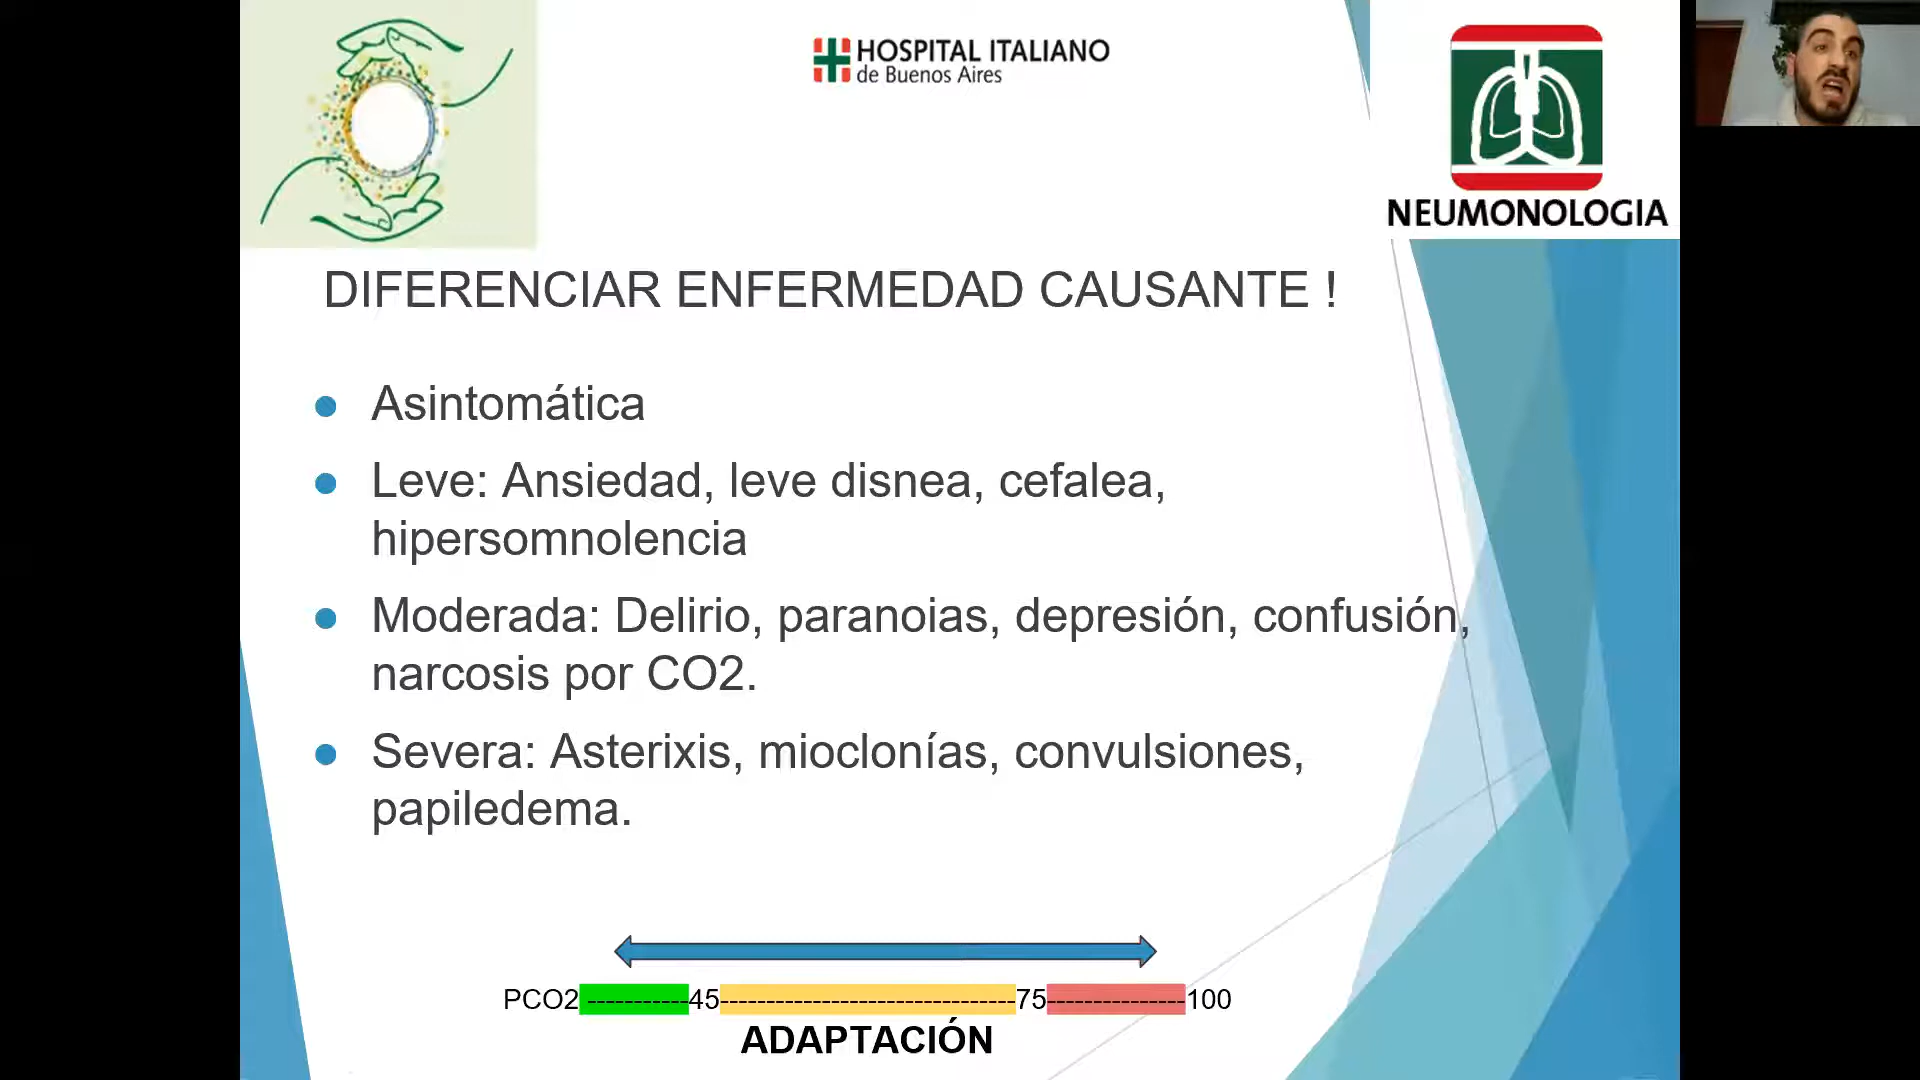 HOSPITAL ITALIANO
de Buenos Aires
NEUMONOLOGIA
DIFERENCIAR ENFERMEDAD CAUSANTE !
● Asintomática
● Leve: Ansiedad, leve disnea, cefalea,
hipersomnolencia
● Moderada: Delirio, paranoias, depresión, confusión,
narcosis por CO2.
● Severa: Asterixis, mioclonías, convulsiones,
papiledema.
PCO2 -----------45--------------------------------75---------------100
ADAPTACIÓN